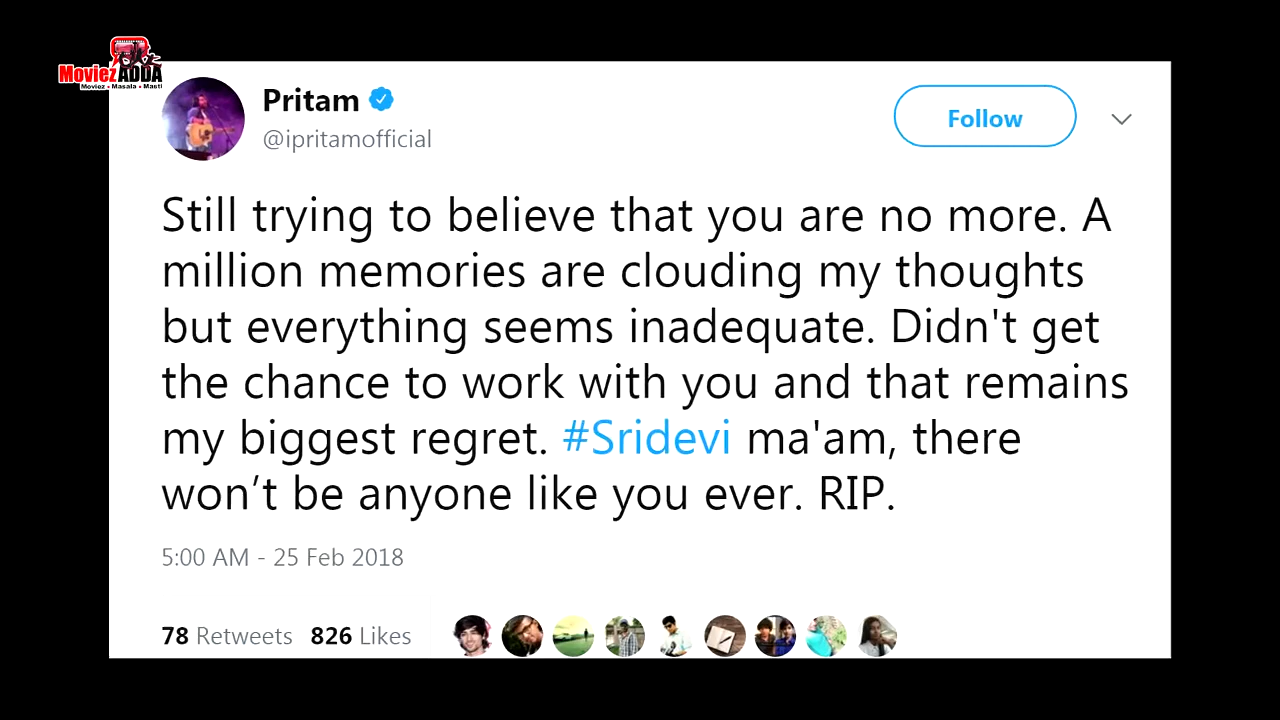 MoviezADDA
Moviez • Masala • Masti
Pritam
@ipritamofficial
Follow
Still trying to believe that you are no more. A
million memories are clouding my thoughts
but everything seems inadequate. Didn't get
the chance to work with you and that remains
my biggest regret. #Sridevi ma'am, there
won’t be anyone like you ever. RIP.
5:00 AM - 25 Feb 2018
78 Retweets 826 Likes